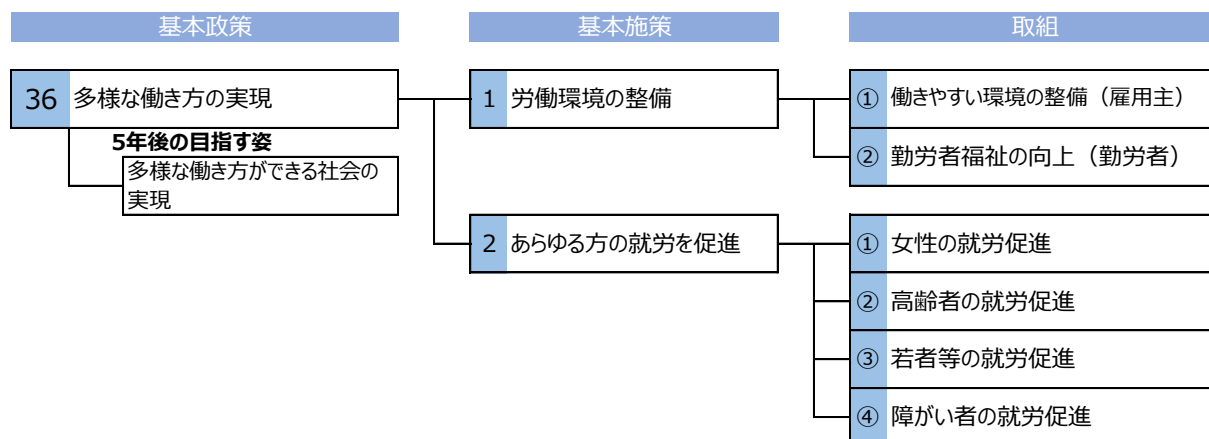 基本政策
基本施策
取組
36 多様な働き方の実現
5年後の目指す姿
多様な働き方ができる社会の
実現
1 労働環境の整備
① 働きやすい環境の整備（雇用主）
② 勤労者福祉の向上（勤労者）
2 あらゆる方の就労を促進
① 女性の就労促進
② 高齢者の就労促進
③ 若者等の就労促進
④ 障がい者の就労促進